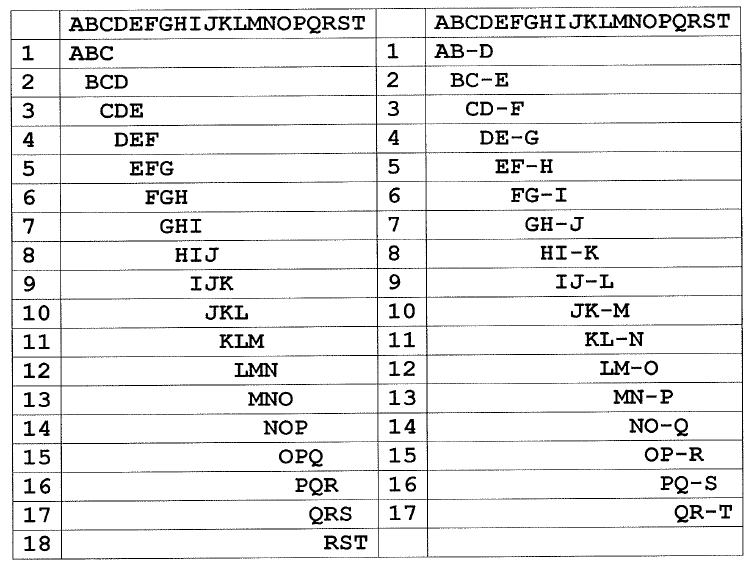 ABCDEFGHIJKLMNOPQRST ABCDEFGHIJKLMNOPQRST
1 ABC 1 AB-D
2 BCD 2 BC-E
3 CDE 3 CD-F
4 DEF 4 DE-G
5 EFG 5 EF-H
6 FGH 6 FG-I
7 GHI 7 GH-J
8 HIJ 8 HI-K
9 IJK 9 IJ-L
10 JKL 10 JK-M
11 KLM 11 KL-N
12 LMN 12 LM-O
13 MNO 13 MN-P
14 NOP 14 NO-Q
15 OPQ 15 OP-R
16 PQR 16 PQ-S
17 QRS 17 QR-T
18 RST